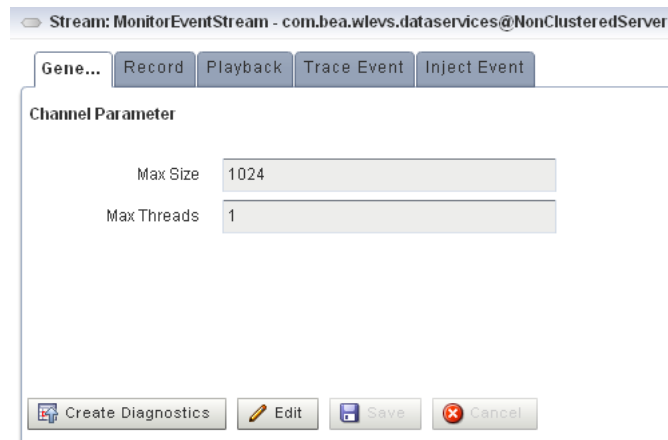 Stream: MonitorEventStream - com.bea.wlevs.dataservices@NonClusteredServer
Gene... Record Playback Trace Event Inject Event
Channel Parameter
Max Size 1024
Max Threads 1
Create Diagnostics Edit Save Cancel